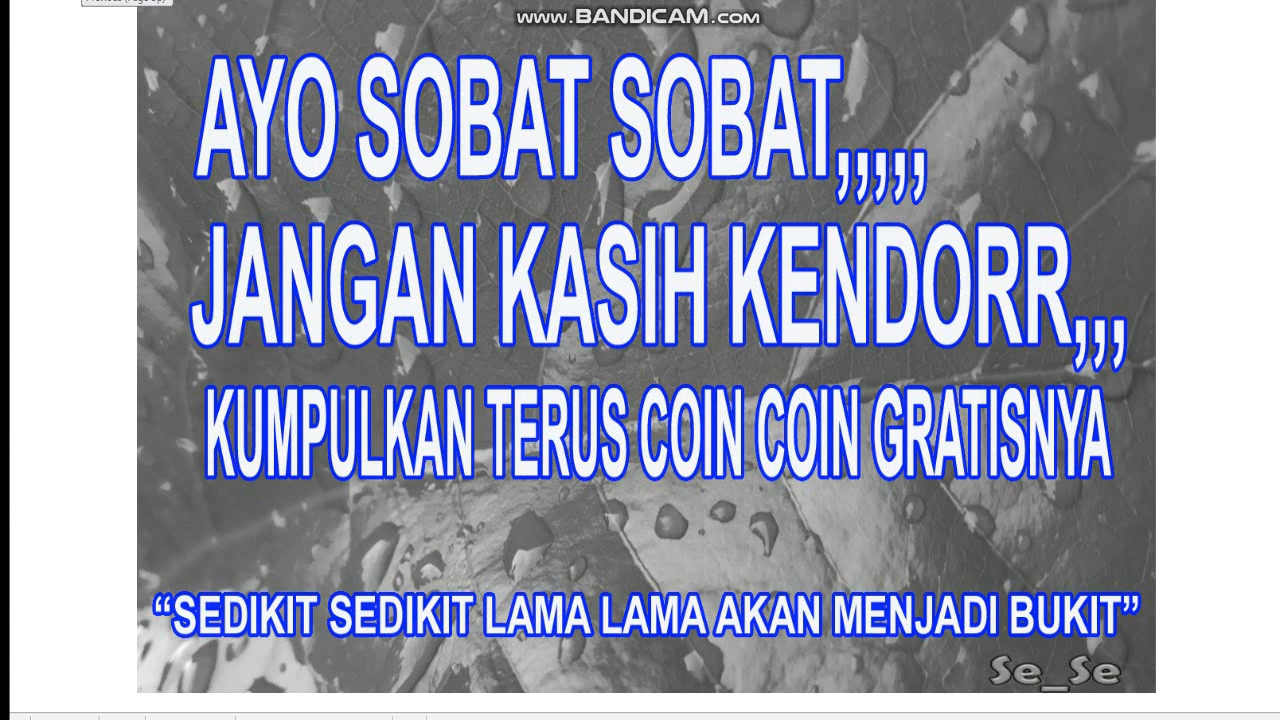 WWW.BANDICAM.COM
AYO SOBAT SOBAT,,,,,
JANGAN KASIH KENDORR,,,
KUMPULKAN TERUS COIN COIN GRATISNYA
“SEDIKIT SEDIKIT LAMA LAMA AKAN MENJADI BUKIT”
Se_Se